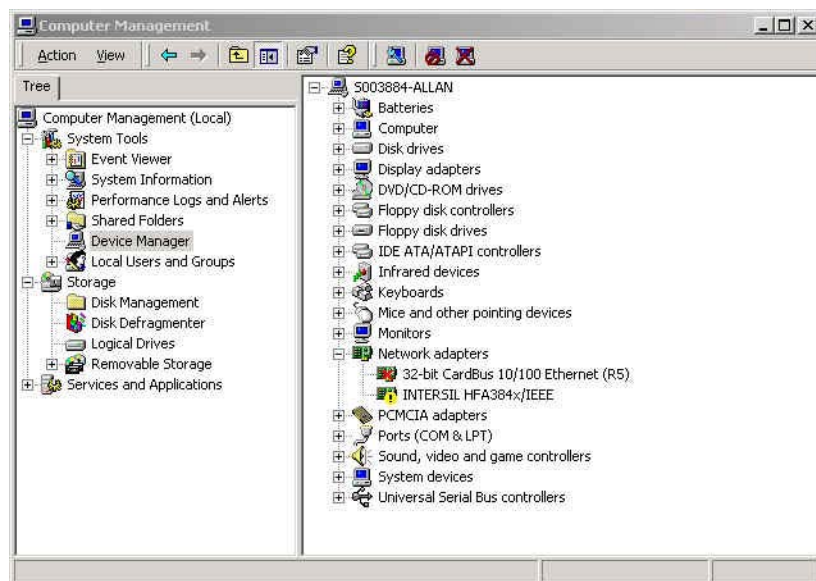 Computer Management
Action View
Tree
Computer Management (Local)
System Tools
Event Viewer
System Information
Performance Logs and Alerts
Shared Folders
Device Manager
Local Users and Groups
Storage
Disk Management
Disk Defragmenter
Logical Drives
Removable Storage
Services and Applications
S003884-ALLAN
Batteries
Computer
Disk drives
Display adapters
DVD/CD-ROM drives
Floppy disk controllers
Floppy disk drives
IDE ATA/ATAPI controllers
Infrared devices
Keyboards
Mice and other pointing devices
Monitors
Network adapters
32-bit CardBus 10/100 Ethernet (R5)
INTERSIL HFA384x/IEEE
PCMCIA adapters
Ports (COM & LPT)
Sound, video and game controllers
System devices
Universal Serial Bus controllers